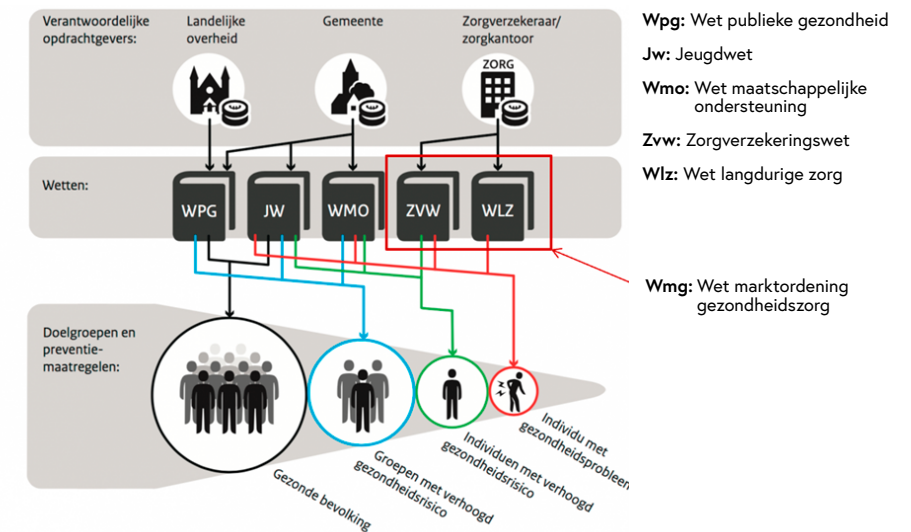 Verantwoordelijke
opdrachtgevers:
Landelijke
overheid
Gemeente
Zorgverzekeraar/
zorgkantoor
ZORG
Wetten:
WPG
JW
WMO
ZVW
WLZ
Doelgroepen en
preventie-
maatregelen:
Gezonde bevolking
Groepen met verhoogd
gezondheidsrisico
Individuen met verhoogd
gezondheidsrisico
Individu met
gezondheidsprobleem
Wpg: Wet publieke gezondheid
Jw: Jeugdwet
Wmo: Wet maatschappelijke
ondersteuning
Zvw: Zorgverzekeringswet
Wlz: Wet langdurige zorg
Wmg: Wet marktordening
gezondheidszorg